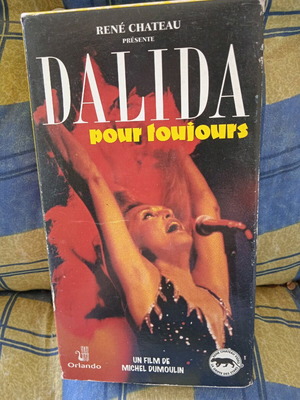 RENÉ CHATEAU
PRÉSENTE
DALIDA
pour toujours
Orlando
UN FILM DE
MICHEL DUMOULIN